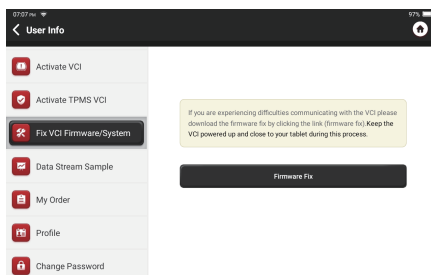 07:07 PM
97%
User Info
Activate VCI
Activate TPMS VCI
Fix VCI Firmware/System
Data Stream Sample
My Order
Profile
Change Password
If you are experiencing difficulties communicating with the VCI please
download the firmware fix by clicking the link (firmware fix).Keep the
VCI powered up and close to your tablet during this process.
Firmware Fix